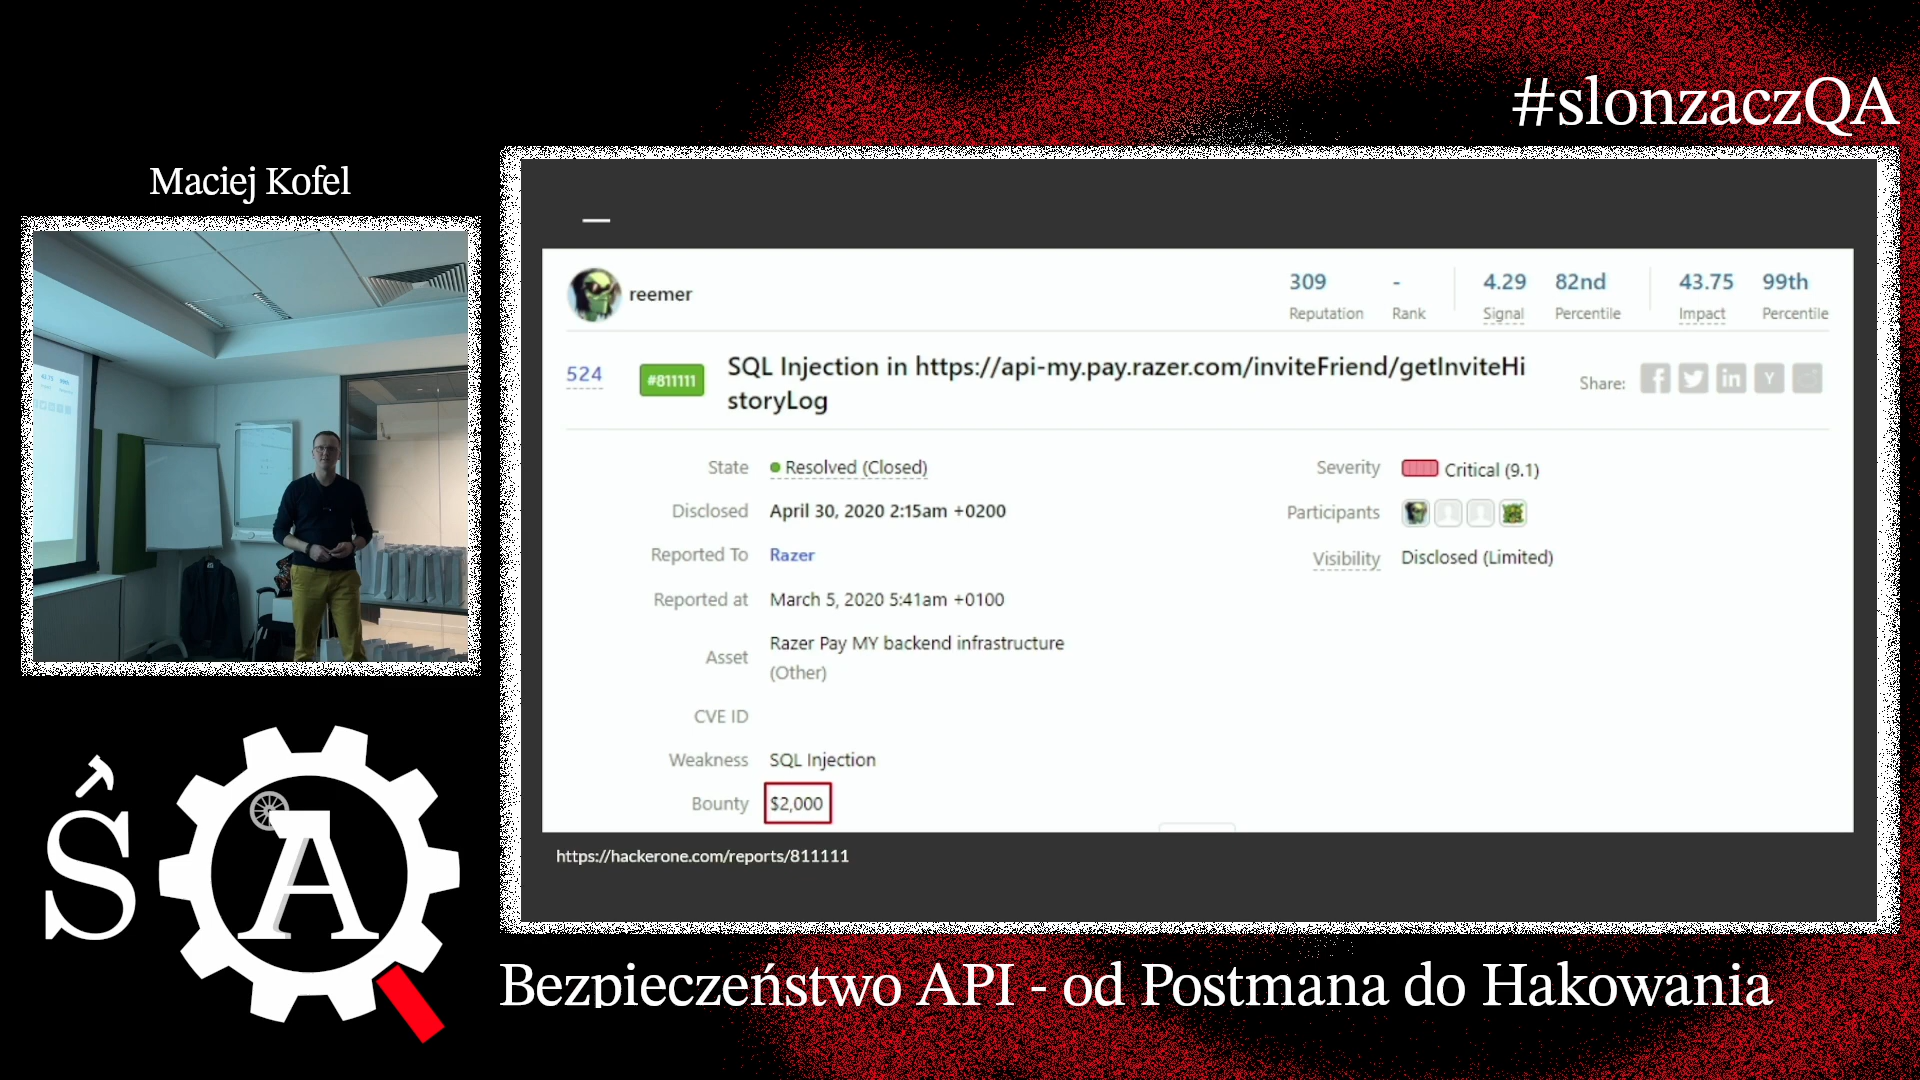 #slonzaczQA
Maciej Kofel
reemer
309
Reputation
-
Rank
4.29
Signal
82nd
Percentile
43.75
Impact
99th
Percentile
524
#811111
SQL Injection in https://api-my.pay.razer.com/inviteFriend/getInviteHi
storyLog
Share:
State
Resolved (Closed)
Disclosed
April 30, 2020 2:15am +0200
Reported To
Razer
Reported at
March 5, 2020 5:41am +0100
Asset
Razer Pay MY backend infrastructure
(Other)
CVE ID
Weakness
SQL Injection
Bounty
$2,000
Severity
Critical (9.1)
Participants
Visibility
Disclosed (Limited)
https://hackerone.com/reports/811111
ŚQA
Bezpieczeństwo API - od Postmana do Hakowania